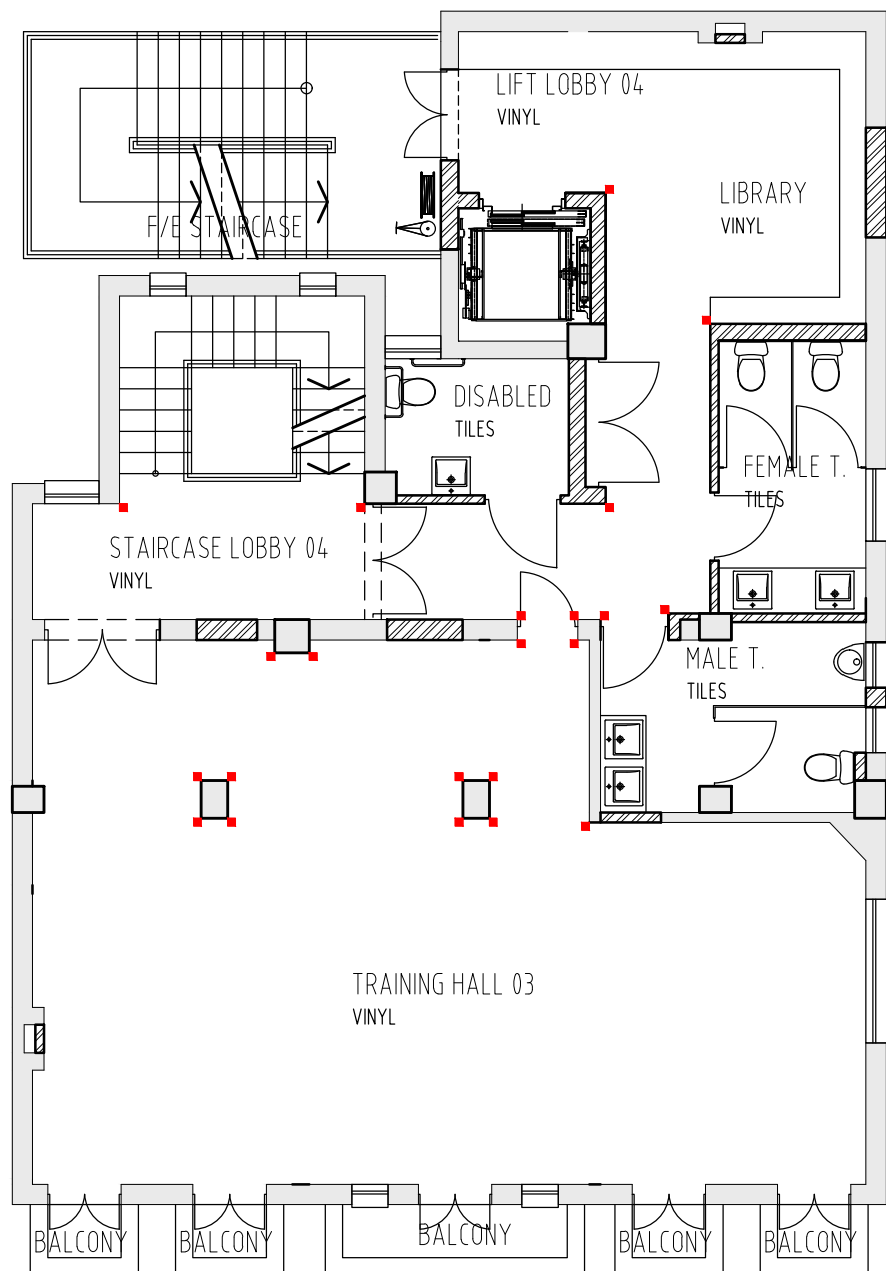 LIFT LOBBY 04
VINYL
LIBRARY
VINYL
F/E STAIRCASE
DISABLED
TILES
FEMALE T.
TILES
STAIRCASE LOBBY 04
VINYL
MALE T.
TILES
TRAINING HALL 03
VINYL
BALCONY
BALCONY
BALCONY
BALCONY
BALCONY